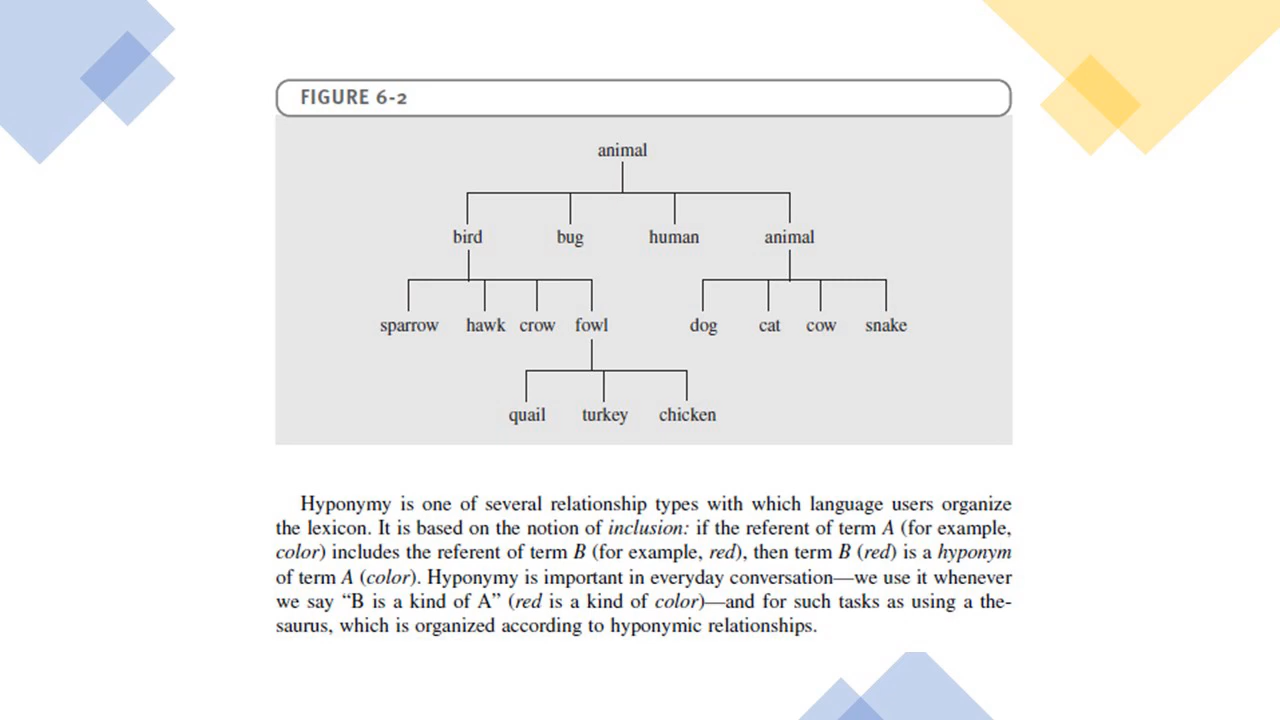 FIGURE 6-2
animal
bird bug human animal
sparrow hawk crow fowl dog cat cow snake
quail turkey chicken
Hyponymy is one of several relationship types with which language users organize
the lexicon. It is based on the notion of inclusion: if the referent of term A (for example,
color) includes the referent of term B (for example, red), then term B (red) is a hyponym
of term A (color). Hyponymy is important in everyday conversation—we use it whenever
we say “B is a kind of A” (red is a kind of color)—and for such tasks as using a the-
saurus, which is organized according to hyponymic relationships.